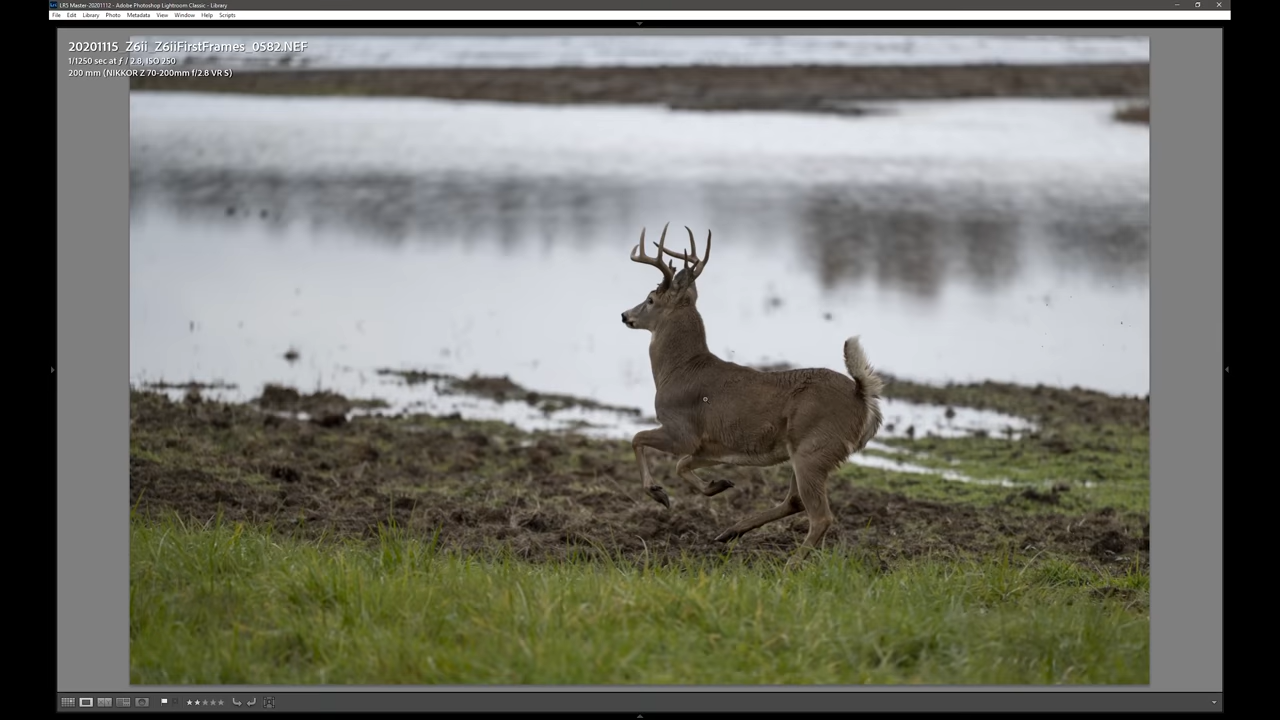 LRS Master-20201112 - Adobe Photoshop Lightroom Classic - Library
File Edit Library Photo Metadata View Window Help Scripts
20201115_Z6ii_Z6iiFirstFrames_0582.NEF
1/1250 sec at ƒ / 2.8, ISO 250
200 mm (NIKKOR Z 70-200mm f/2.8 VR S)